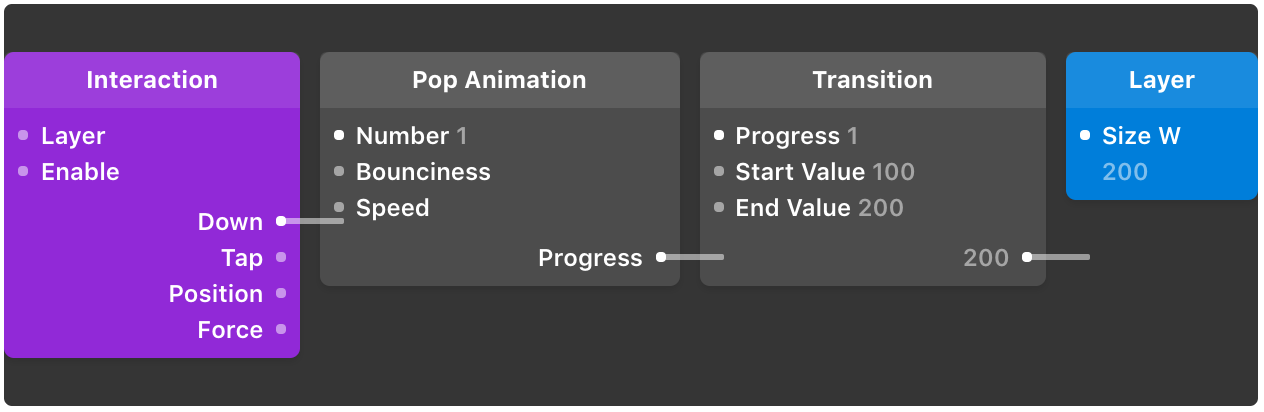 Interaction
Layer
Enable
Down
Tap
Position
Force
Pop Animation
Number 1
Bounciness
Speed
Progress
Transition
Progress 1
Start Value 100
End Value 200
200
Layer
Size W
200